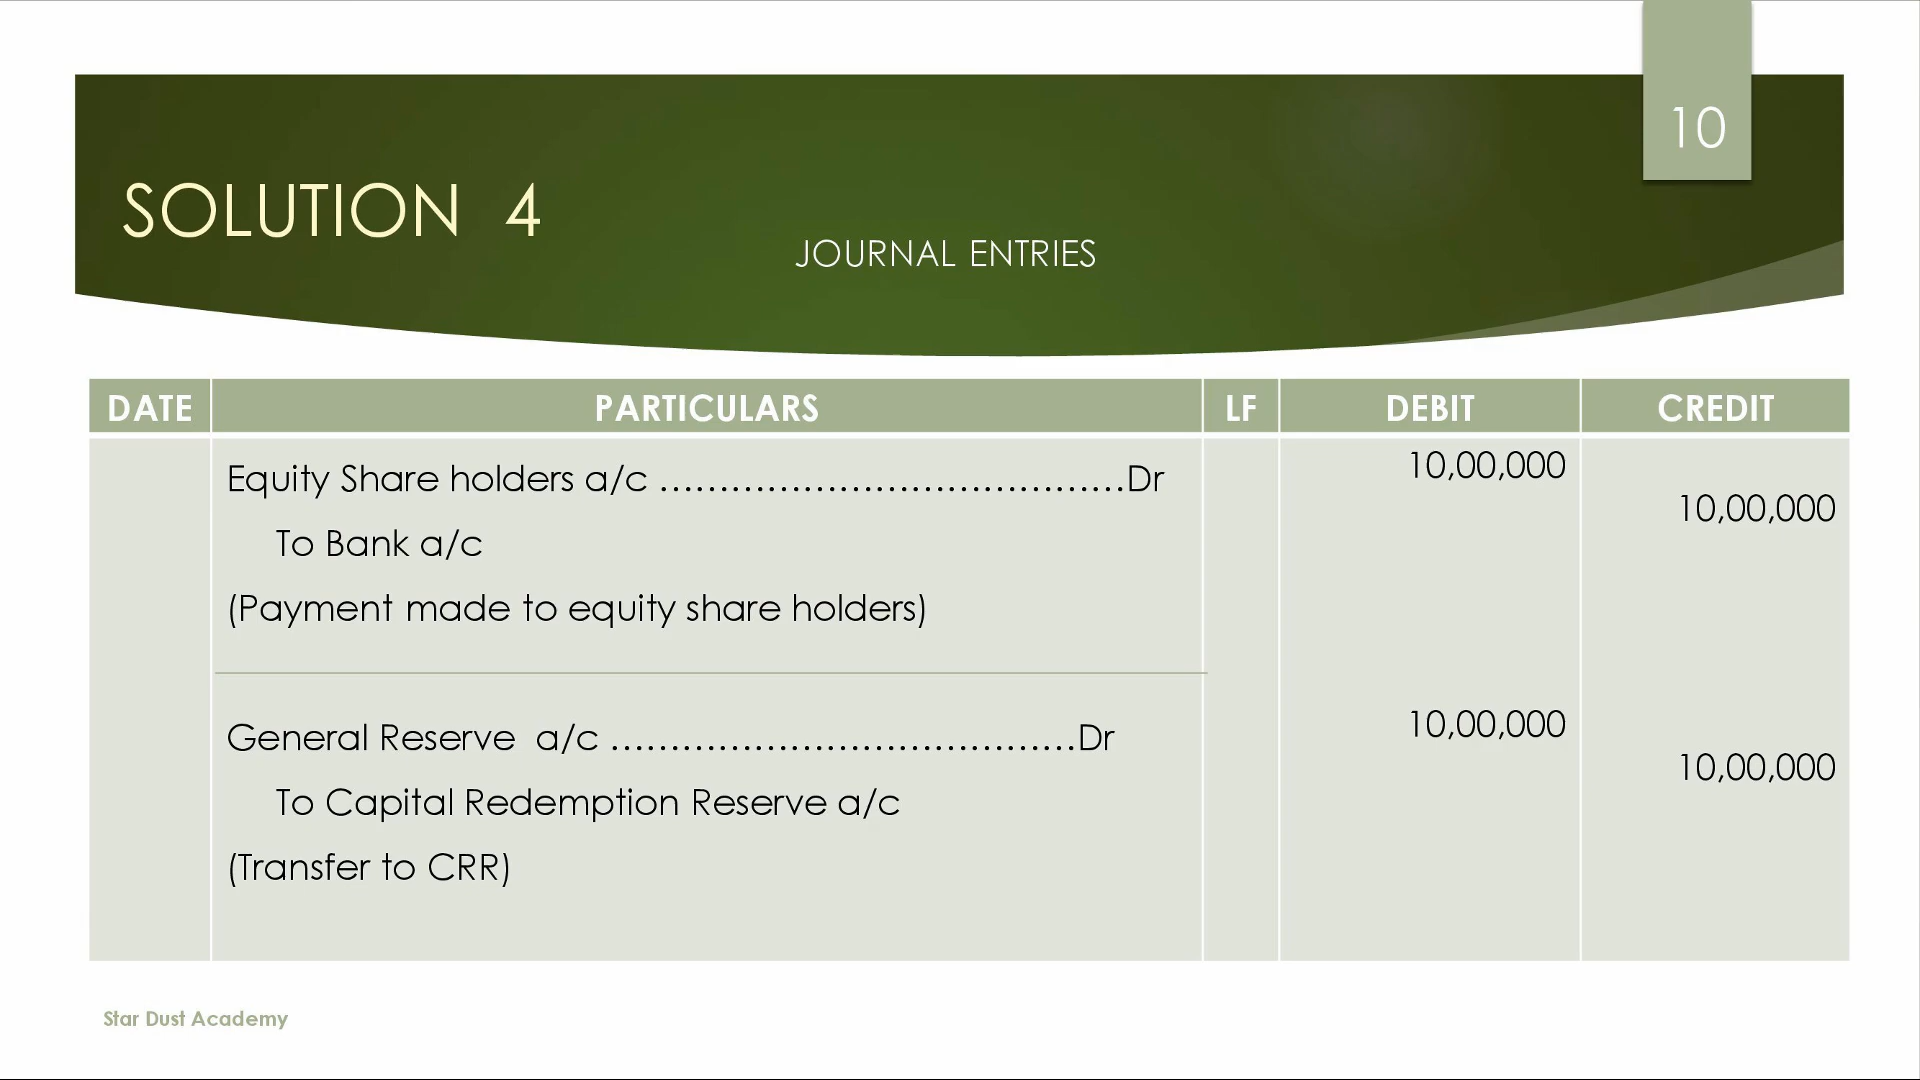 10
SOLUTION 4
JOURNAL ENTRIES
DATE PARTICULARS LF DEBIT CREDIT
Equity Share holders a/c …………………………………Dr 10,00,000
To Bank a/c 10,00,000
(Payment made to equity share holders)
General Reserve a/c …………………………………Dr 10,00,000
To Capital Redemption Reserve a/c 10,00,000
(Transfer to CRR)
Star Dust Academy